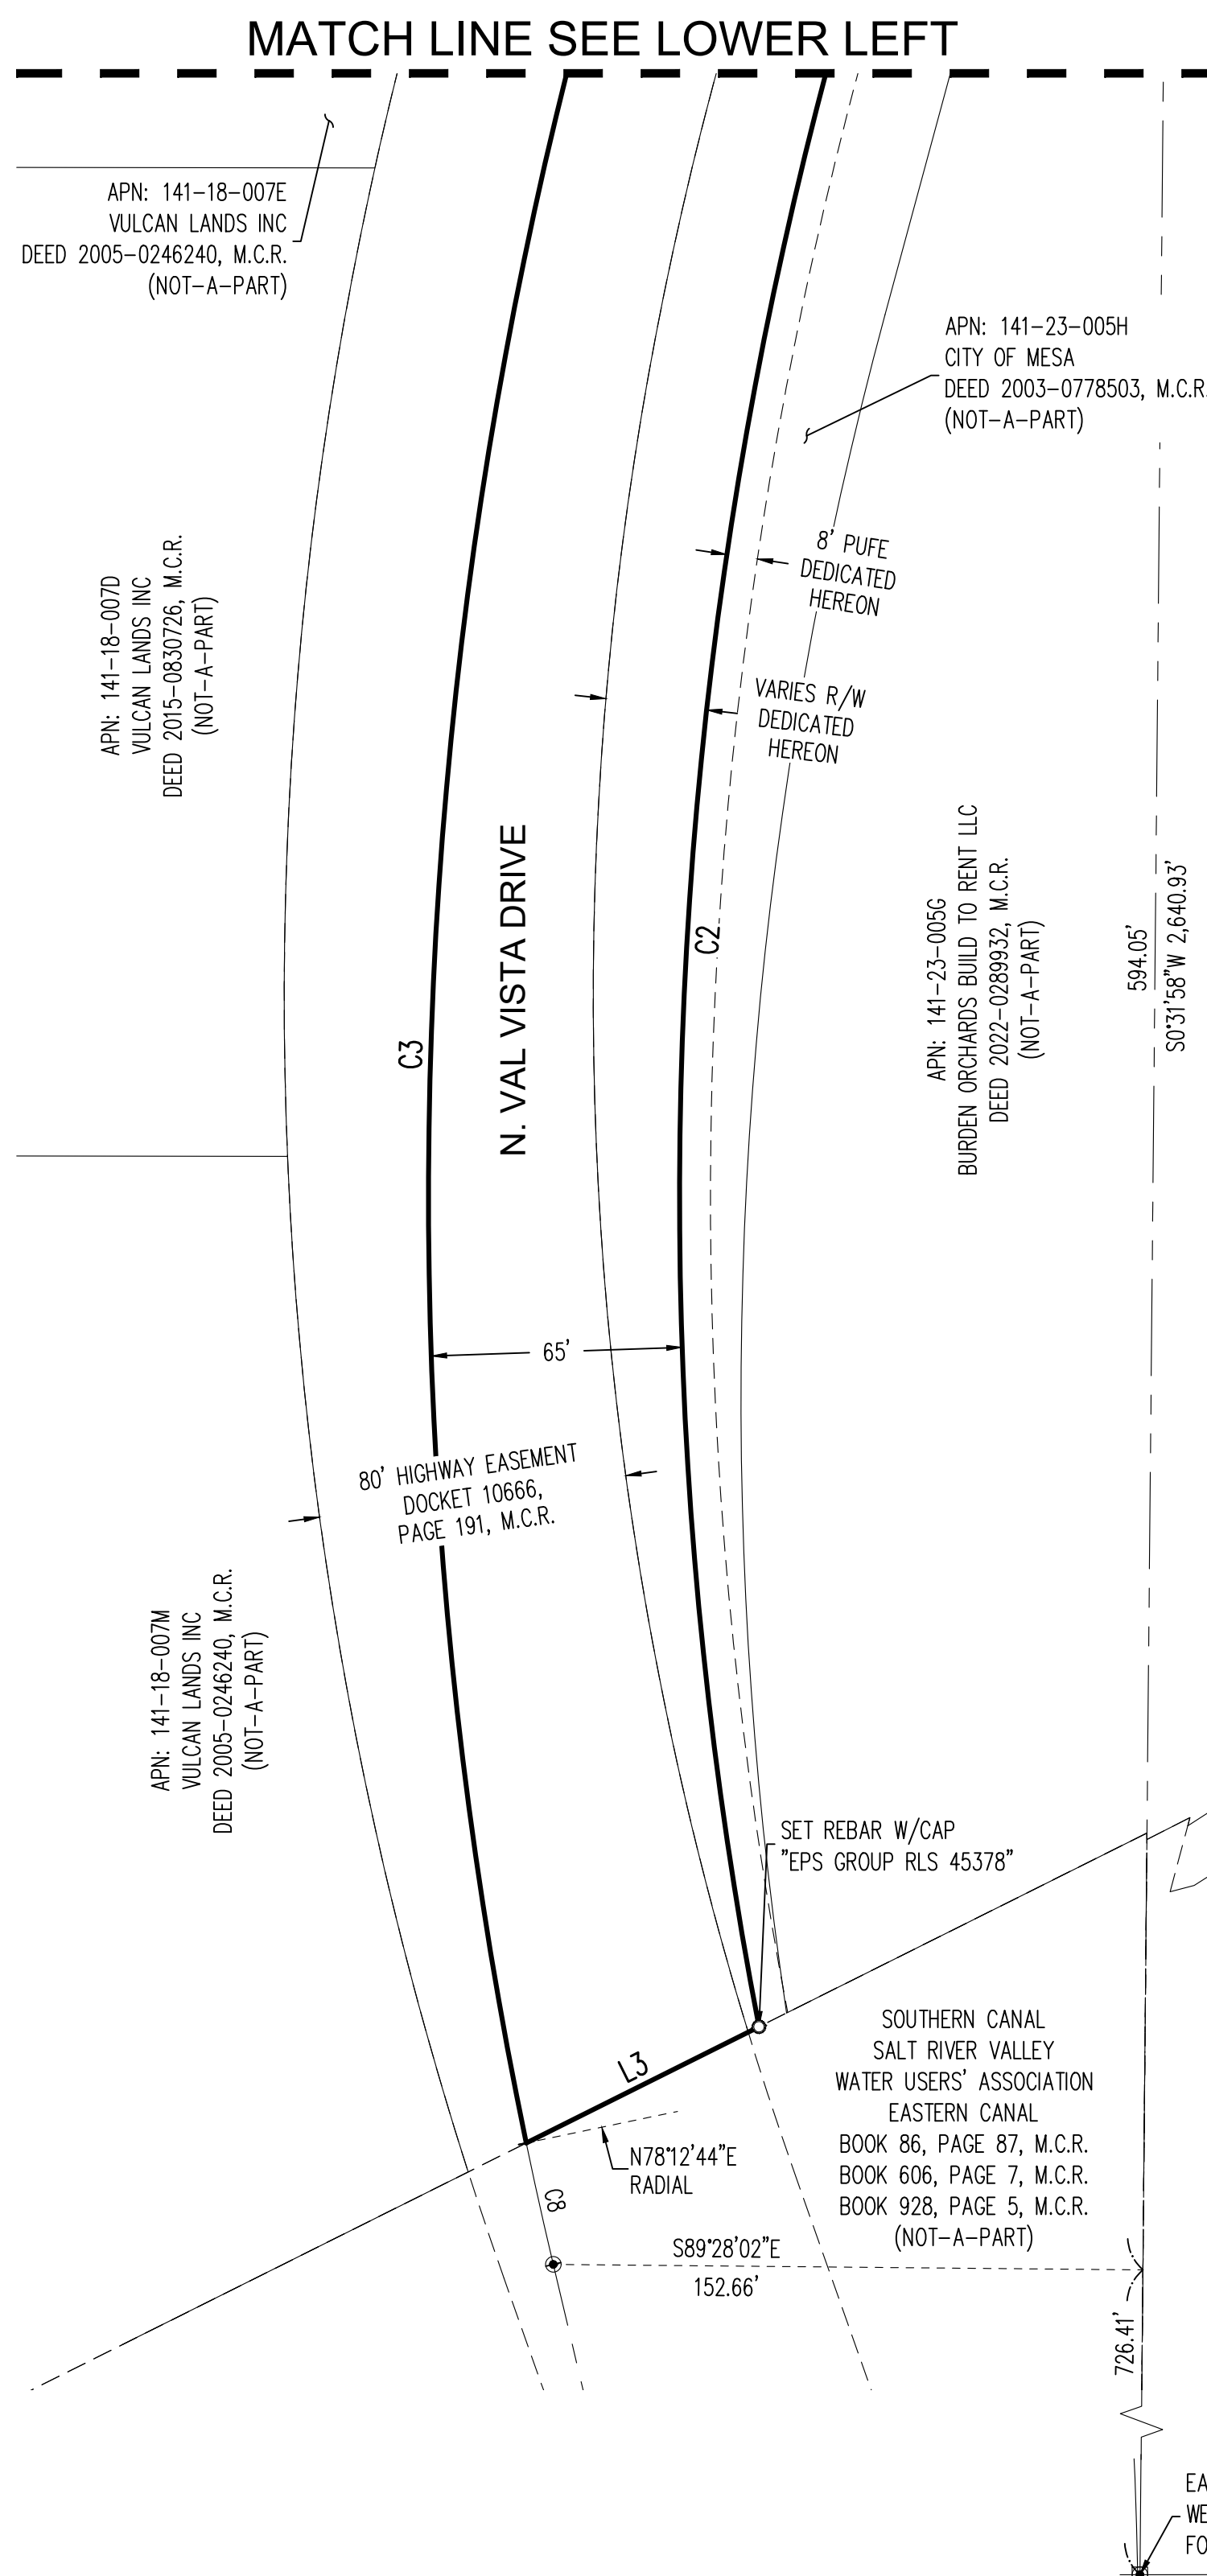 MATCH LINE SEE LOWER LEFT
APN: 141-18-007E
VULCAN LANDS INC
DEED 2005-0246240, M.C.R.
(NOT-A-PART)
APN: 141-23-005H
CITY OF MESA
DEED 2003-0778503, M.C.R.
(NOT-A-PART)
APN: 141-18-007D
VULCAN LANDS INC
DEED 2015-0830726, M.C.R.
(NOT-A-PART)
8' PUFE
DEDICATED
HEREON
VARIES R/W
DEDICATED
HEREON
C3
N. VAL VISTA DRIVE
C2
APN: 141-23-005G
BURDEN ORCHARDS BUILD TO RENT LLC
DEED 2022-0289932, M.C.R.
(NOT-A-PART)
594.05'
S0°31'58"W 2,640.93'
65'
80' HIGHWAY EASEMENT
DOCKET 10666,
PAGE 191, M.C.R.
APN: 141-18-007M
VULCAN LANDS INC
DEED 2005-0246240, M.C.R.
(NOT-A-PART)
SET REBAR W/CAP
"EPS GROUP RLS 45378"
L3
SOUTHERN CANAL
SALT RIVER VALLEY
WATER USERS' ASSOCIATION
EASTERN CANAL
BOOK 86, PAGE 87, M.C.R.
BOOK 606, PAGE 7, M.C.R.
BOOK 928, PAGE 5, M.C.R.
(NOT-A-PART)
N78°12'44"E
RADIAL
C8
S89°28'02"E
152.66'
726.41'